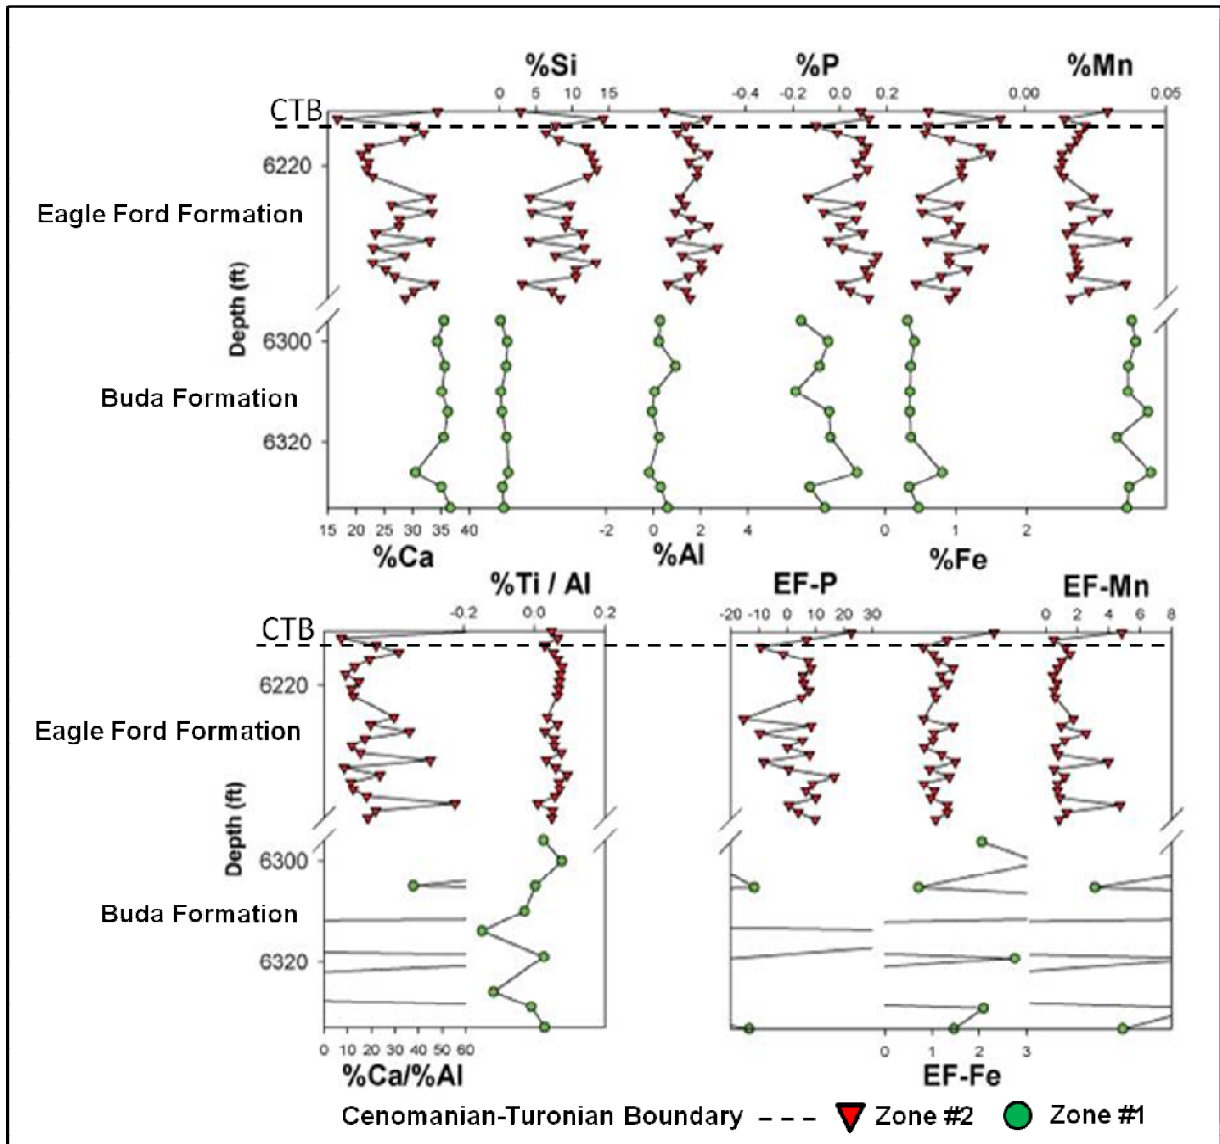 %Si %P %Mn
0 5 10 15 -0.4 -0.2 0.0 0.2 0.00 0.05
CTB
6220
Eagle Ford Formation
Depth (ft)
6300
Buda Formation
6320
15 20 25 30 35 40 -2 0 2 4 0 1 2
%Ca %Al %Fe
%Ti / Al EF-P EF-Mn
-0.2 0.0 0.2 -20 -10 0 10 20 30 0 2 4 6 8
CTB
6220
Eagle Ford Formation
Depth (ft)
6300
Buda Formation
6320
0 10 20 30 40 50 60 0 1 2 3
%Ca/%Al EF-Fe
Cenomanian-Turonian Boundary Zone #2 Zone #1